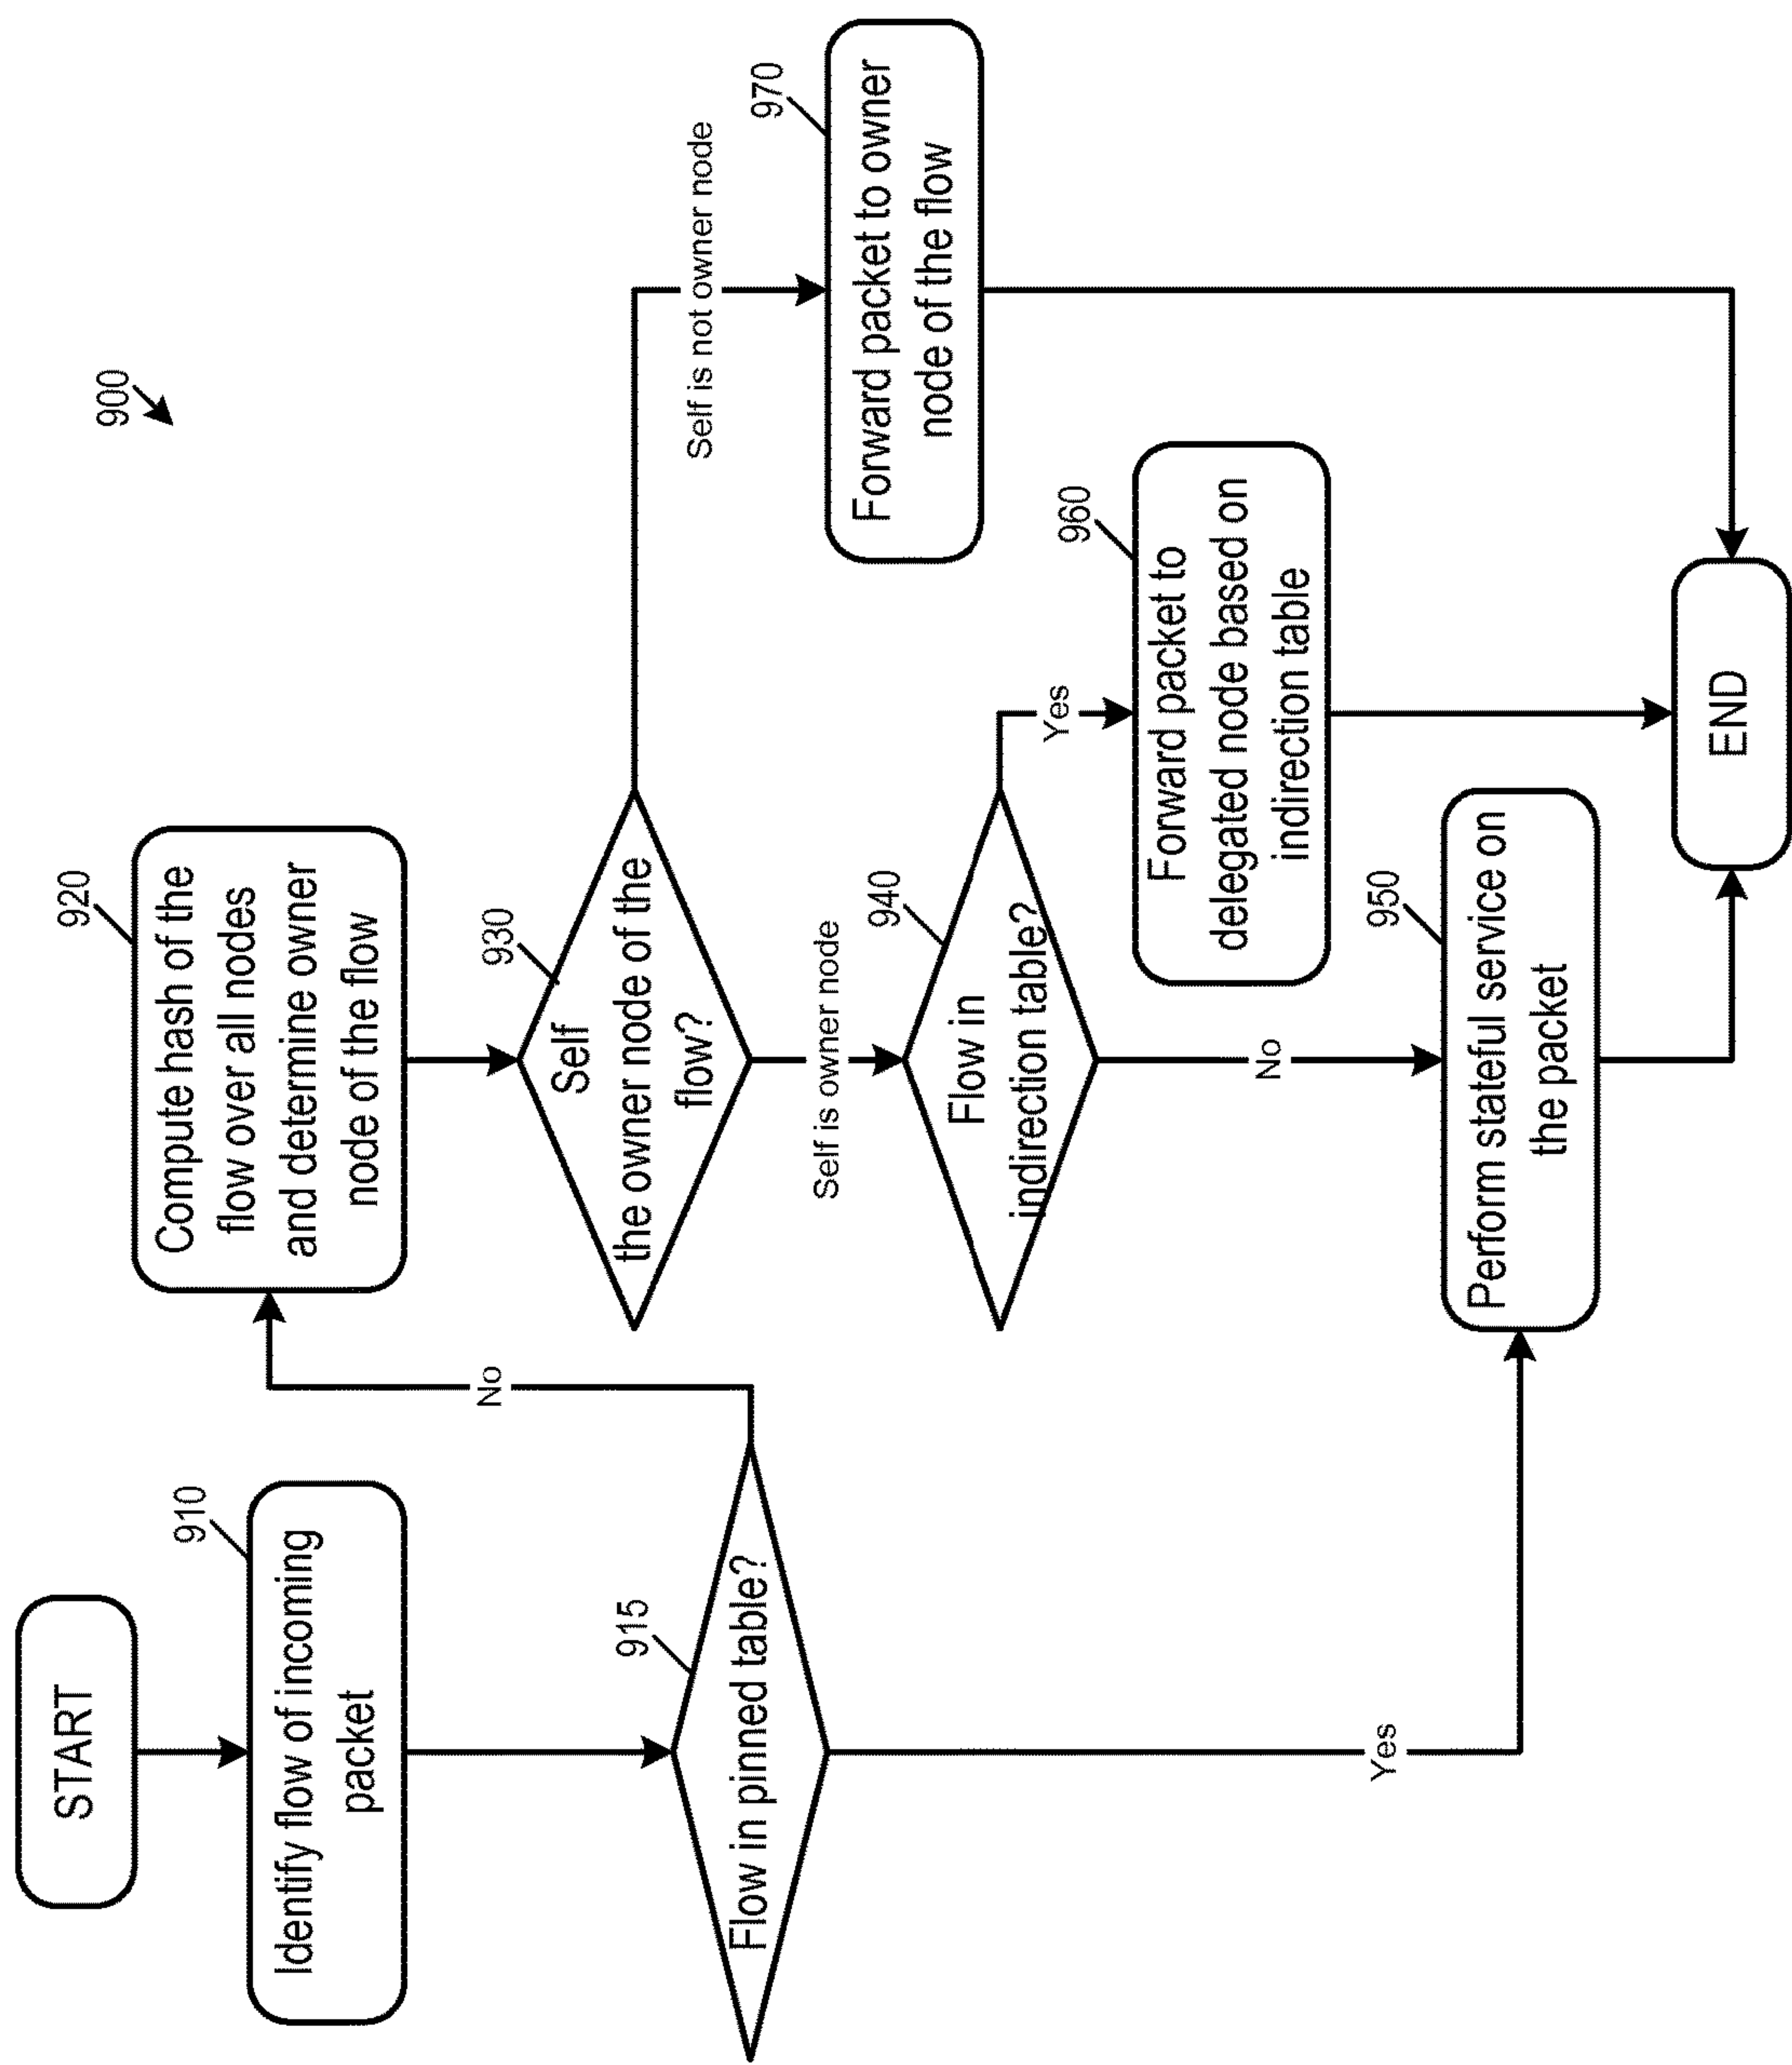 900
START
910
Identify flow of incoming
packet
915
Flow in pinned table?
No
Yes
920
Compute hash of the
flow over all nodes
and determine owner
node of the flow
930
Self
the owner node of the
flow?
Self is not owner node
Self is owner node
940
Flow in
indirection table?
Yes
No
970
Forward packet to owner
node of the flow
960
Forward packet to
delegated node based on
indirection table
950
Perform stateful service on
the packet
END